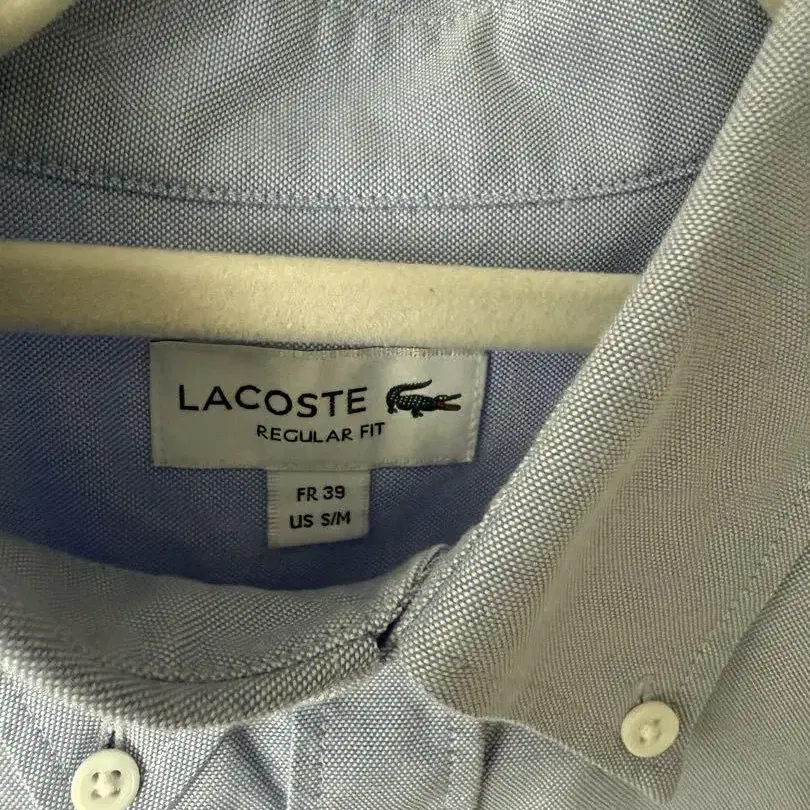 LACOSTE
REGULAR FIT
FR 39
US S/M